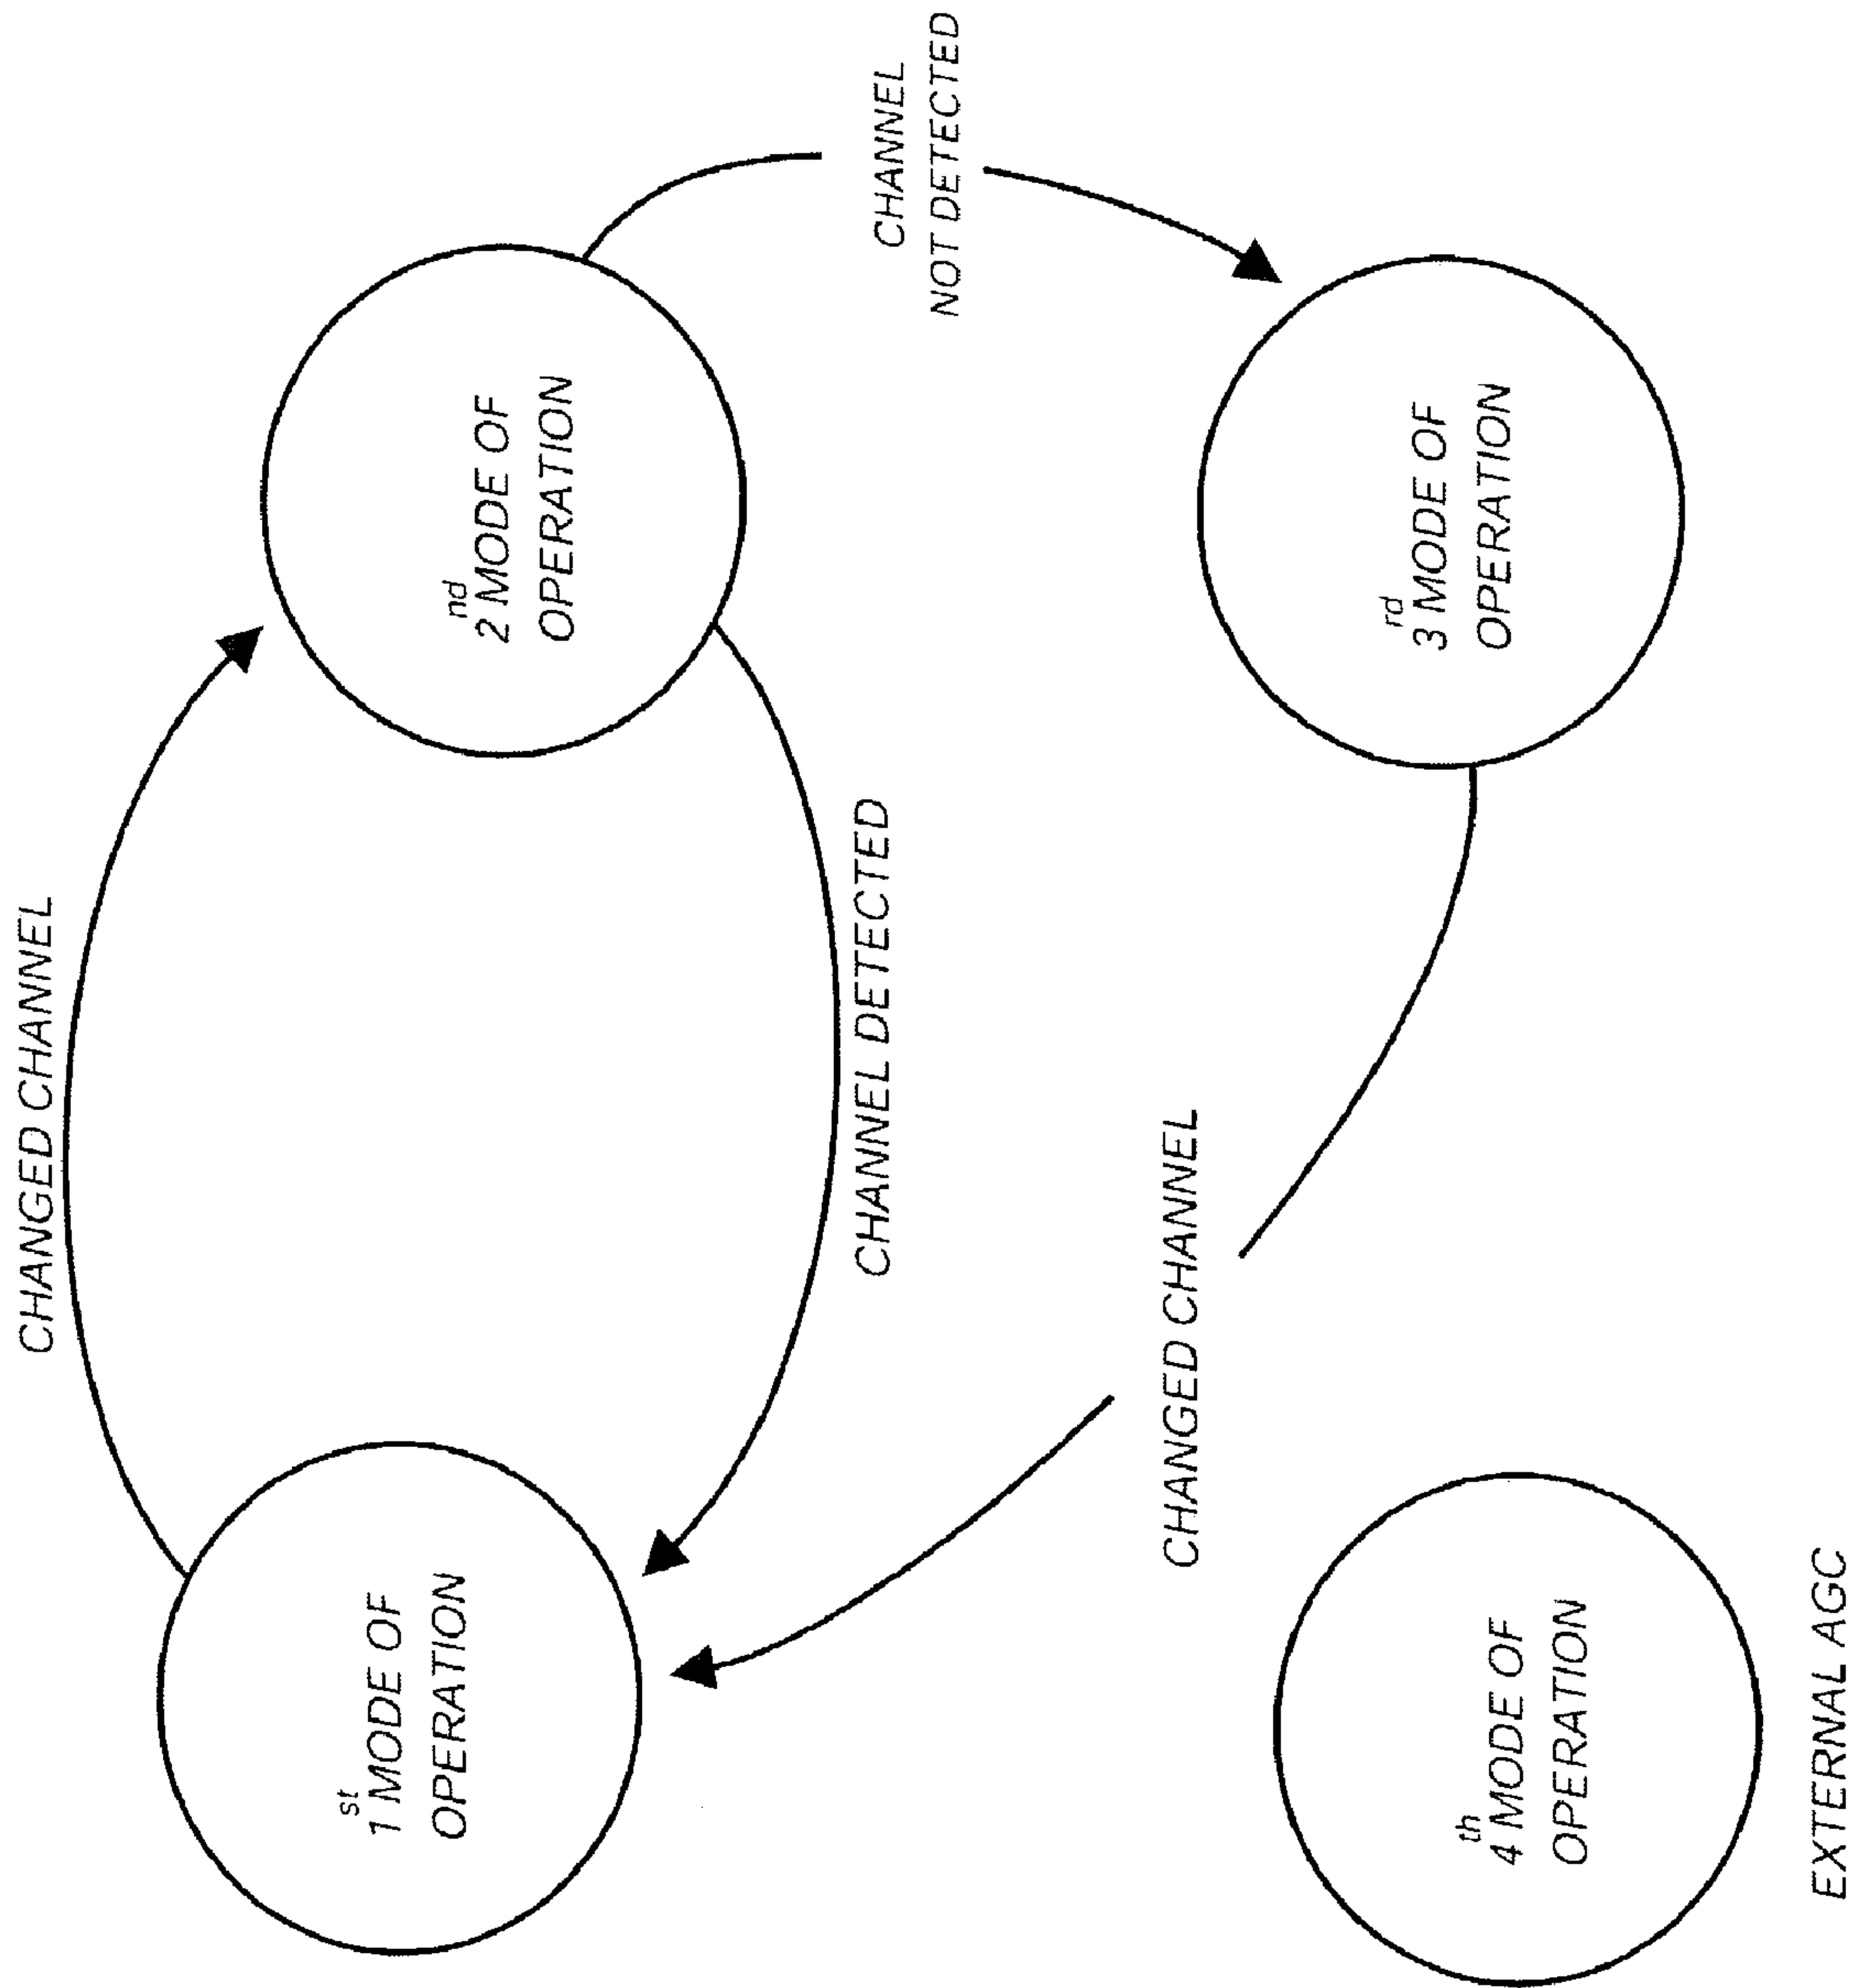 CHANGED CHANNEL
1st MODE OF
OPERATION
2nd MODE OF
OPERATION
CHANNEL DETECTED
CHANNEL
NOT DETECTED
CHANGED CHANNEL
4th MODE OF
OPERATION
3rd MODE OF
OPERATION
EXTERNAL AGC